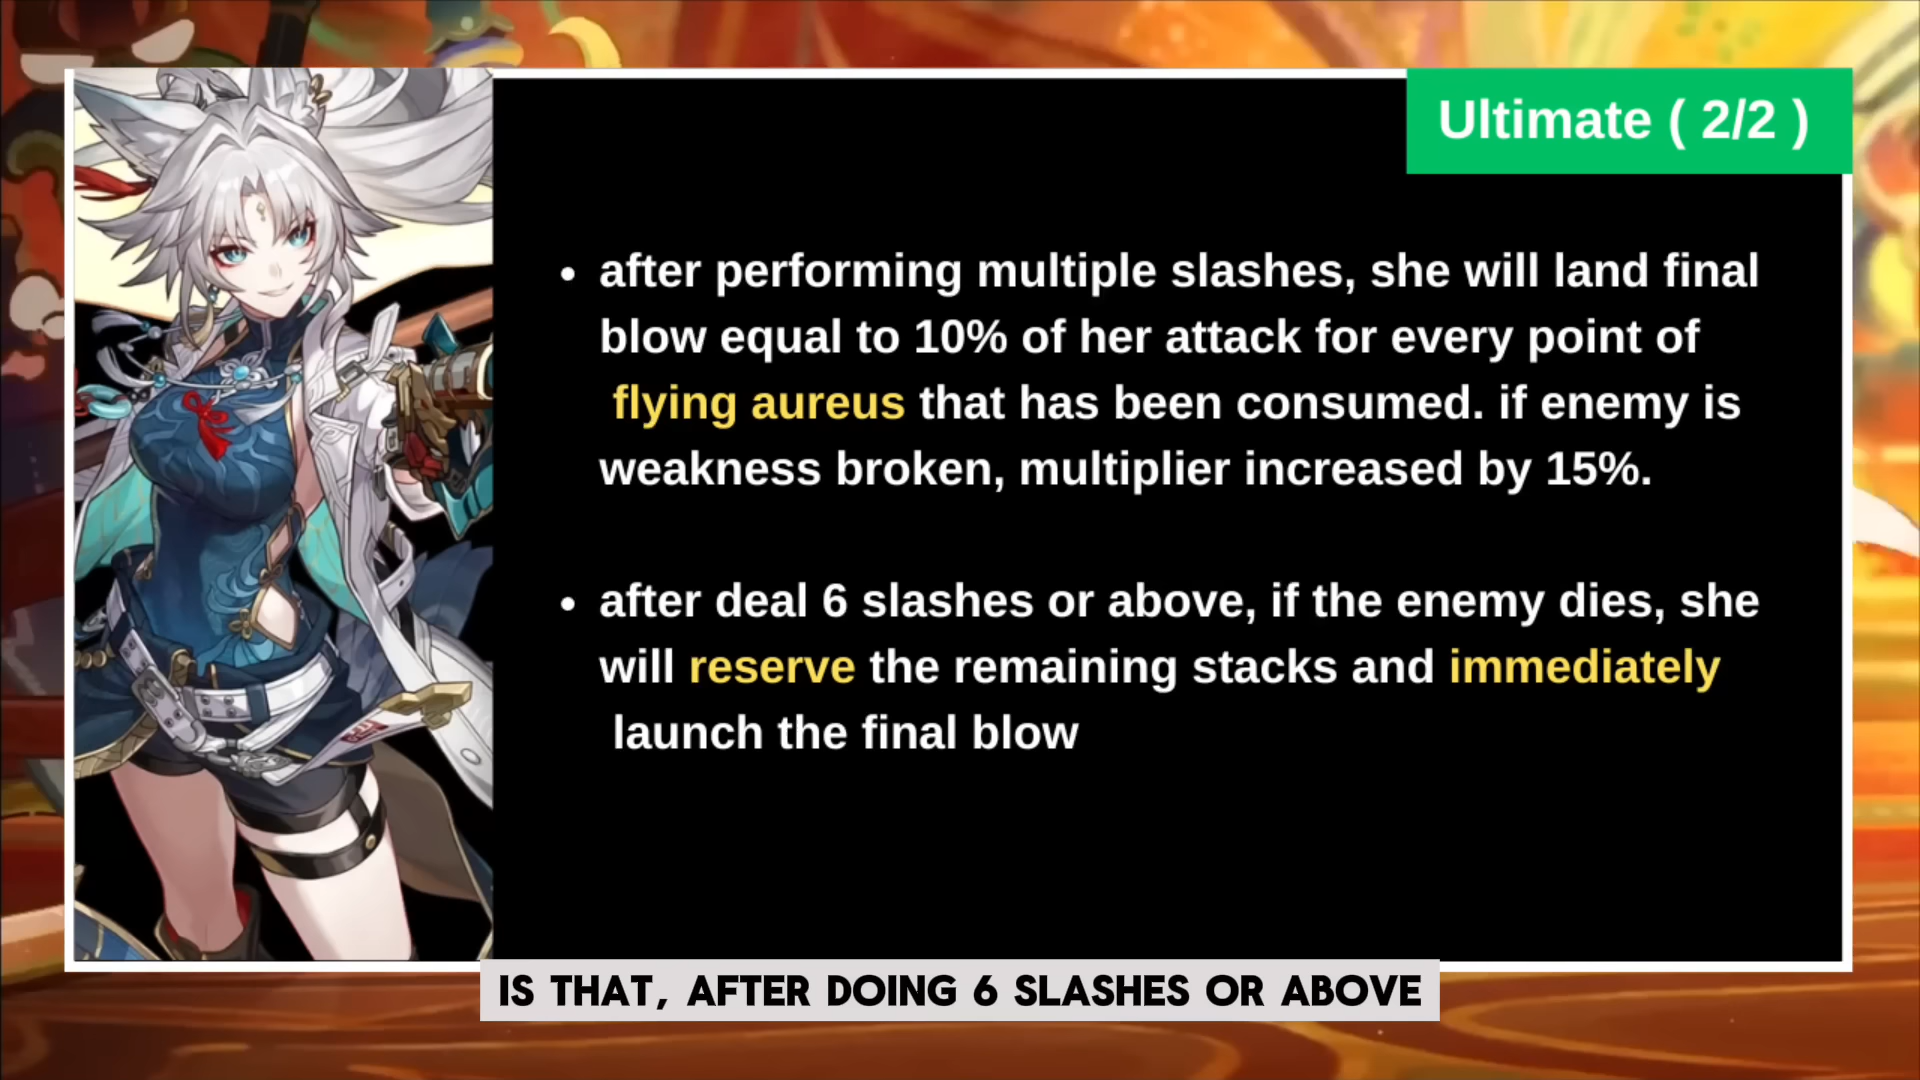 Ultimate ( 2/2 )
• after performing multiple slashes, she will land final
blow equal to 10% of her attack for every point of
flying aureus that has been consumed. if enemy is
weakness broken, multiplier increased by 15%.
• after deal 6 slashes or above, if the enemy dies, she
will reserve the remaining stacks and immediately
launch the final blow
IS THAT, AFTER DOING 6 SLASHES OR ABOVE